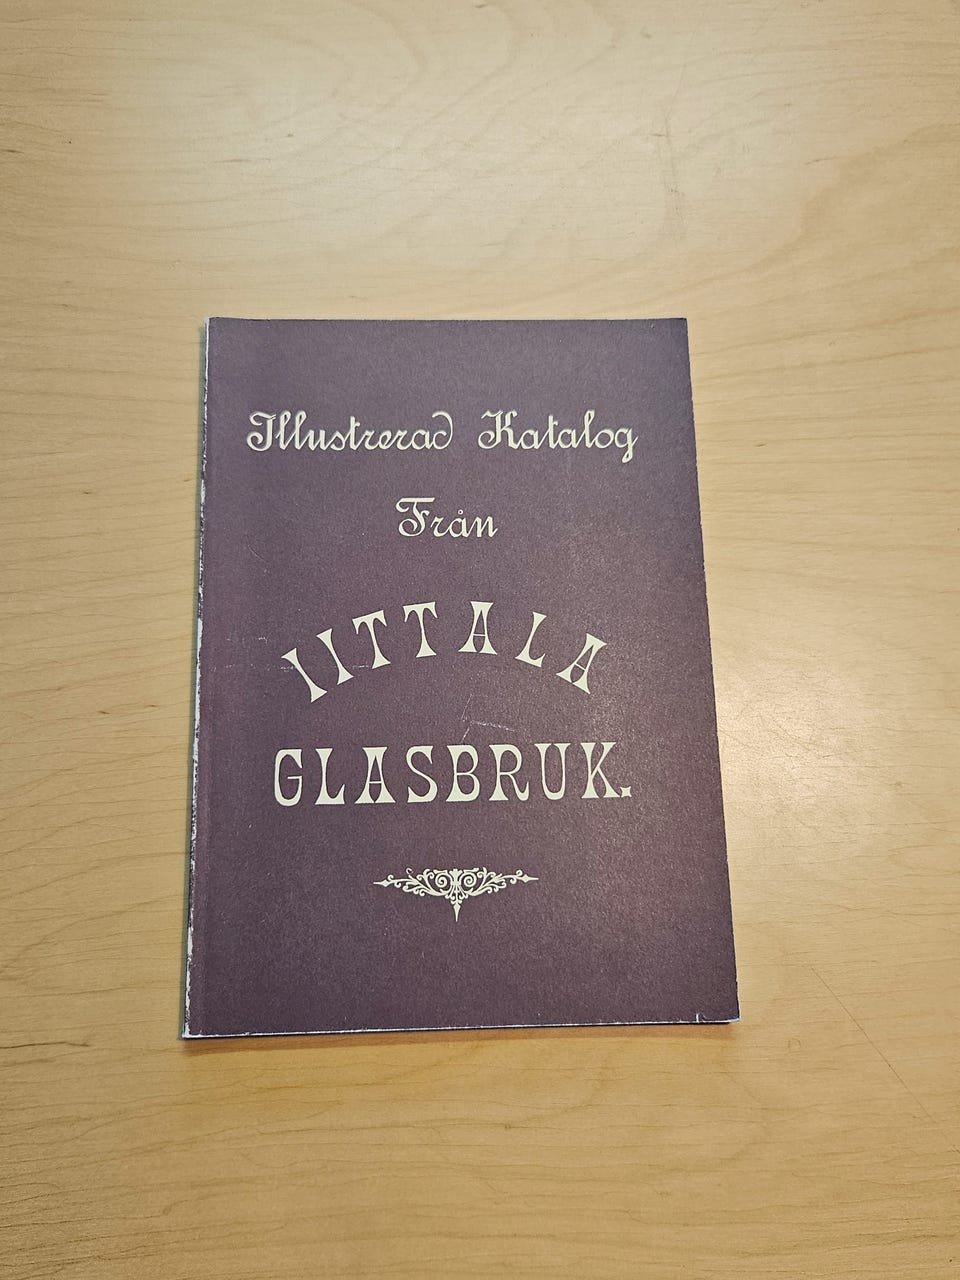 Illustrerad Katalog
Från
IITTALA
GLASBRUK.